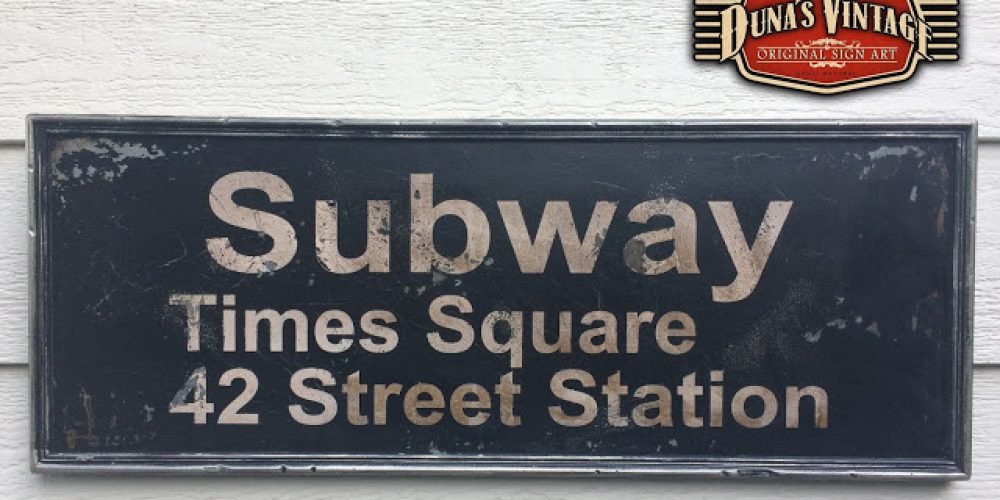 DUNA'S VINTAGE
ORIGINAL SIGN ART
Subway
Times Square
42 Street Station